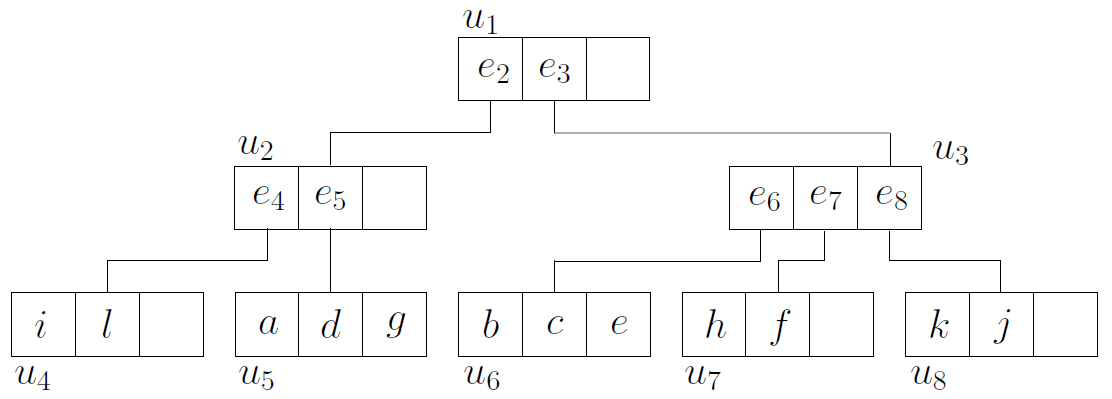 u₁
e₂ e₃
u₂ u₃
e₄ e₅ e₆ e₇ e₈
i l a d g b c e h f k j
u₄ u₅ u₆ u₇ u₈